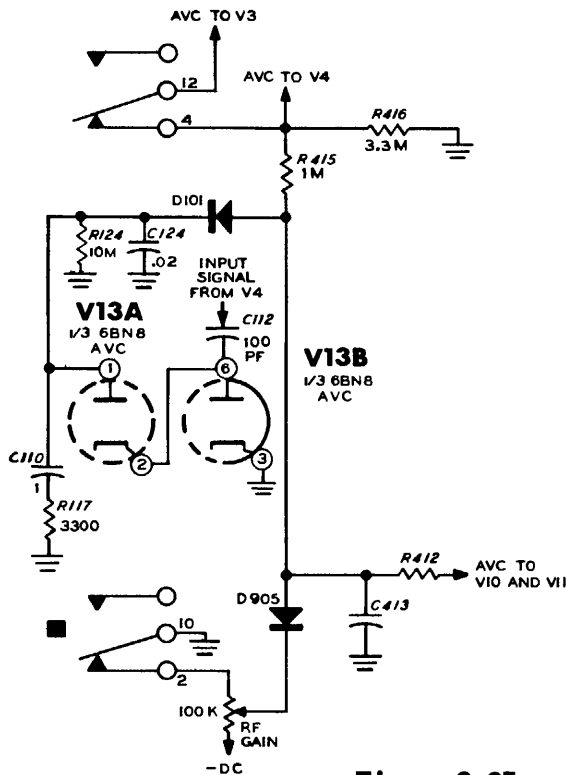 AVC TO V3
12
AVC TO V4
4
R416
3.3M
R415
1M
D101
R124
10M
C124
.02
INPUT
SIGNAL
FROM V4
V13A
1/3 6BN8
AVC
C112
100
PF
V13B
1/3 6BN8
AVC
1
6
2
3
C110
1
R117
3300
R412
AVC TO
V10 AND V11
D905
C413
10
2
100K
RF
GAIN
-DC